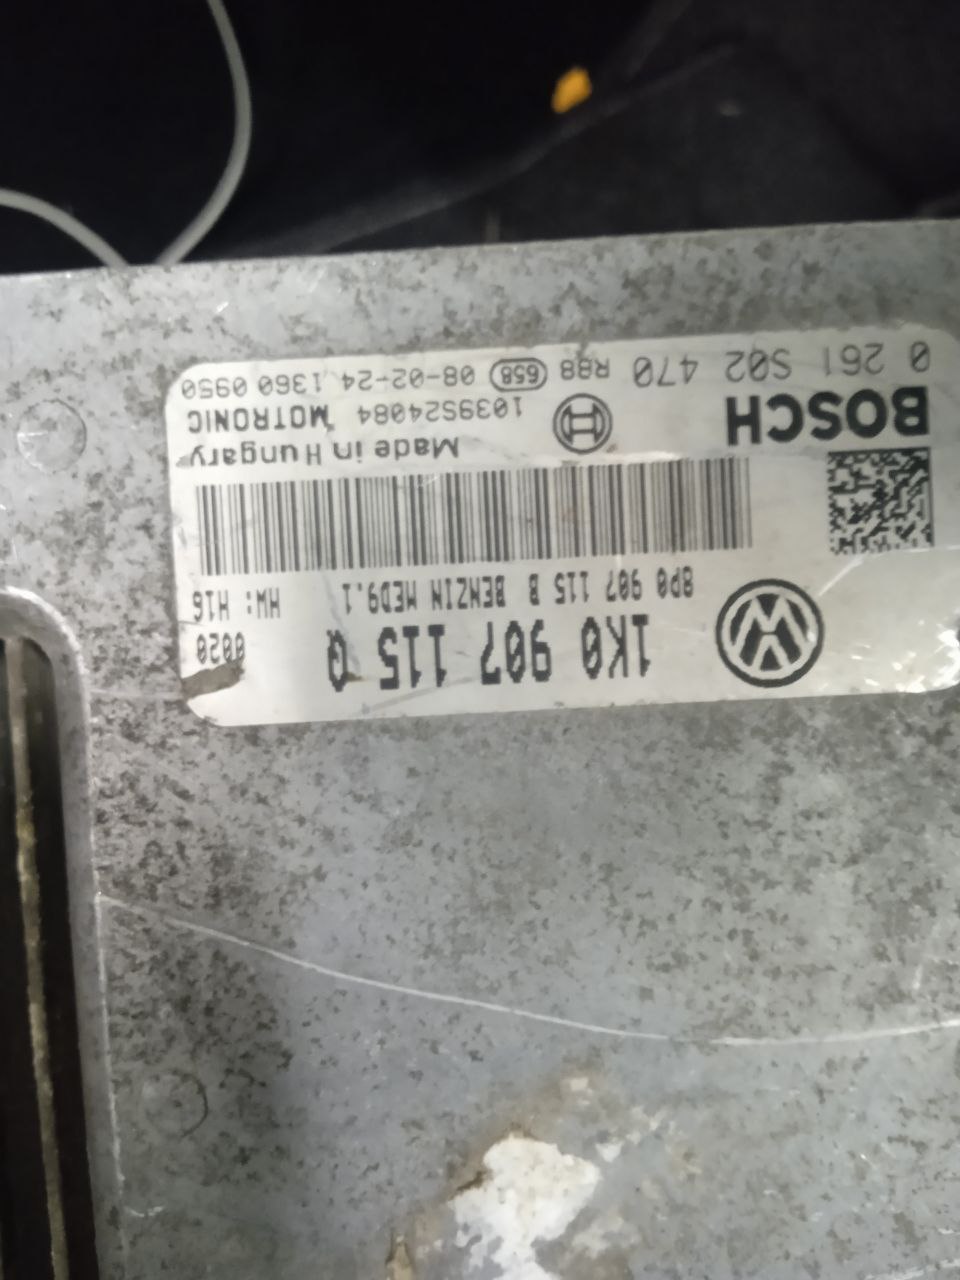 1K0 907 115 Q
0020
8P0 907 115 B BENZIN MED9.1
HW: H16
Made in Hungary
BOSCH
1039S24084 MOTRONIC
0 261 S02 470 R88 658 08-02-24 1360 0950